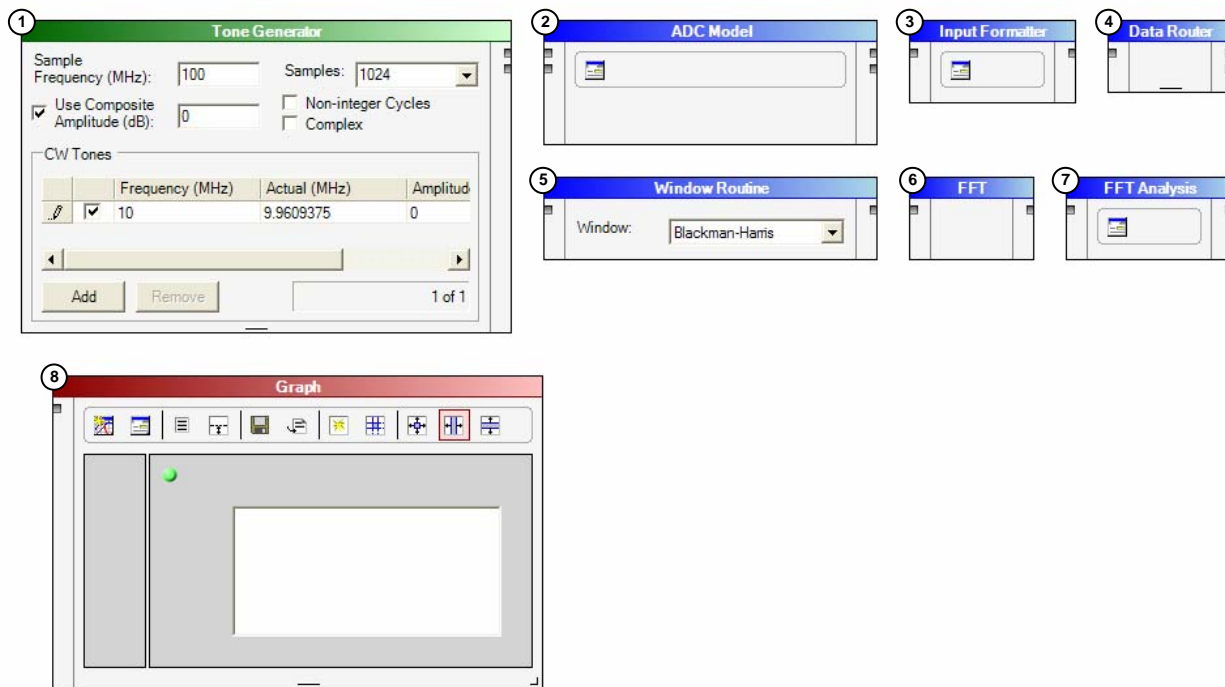 1
Tone Generator
Sample
Frequency (MHz):
100
Samples:
1024
Use Composite
Amplitude (dB):
0
Non-integer Cycles
Complex
CW Tones
Frequency (MHz)
Actual (MHz)
Amplitud
10
9.9609375
0
Add
Remove
1 of 1
2
ADC Model
3
Input Formatter
4
Data Router
5
Window Routine
Window:
Blackman-Harris
6
FFT
7
FFT Analysis
8
Graph